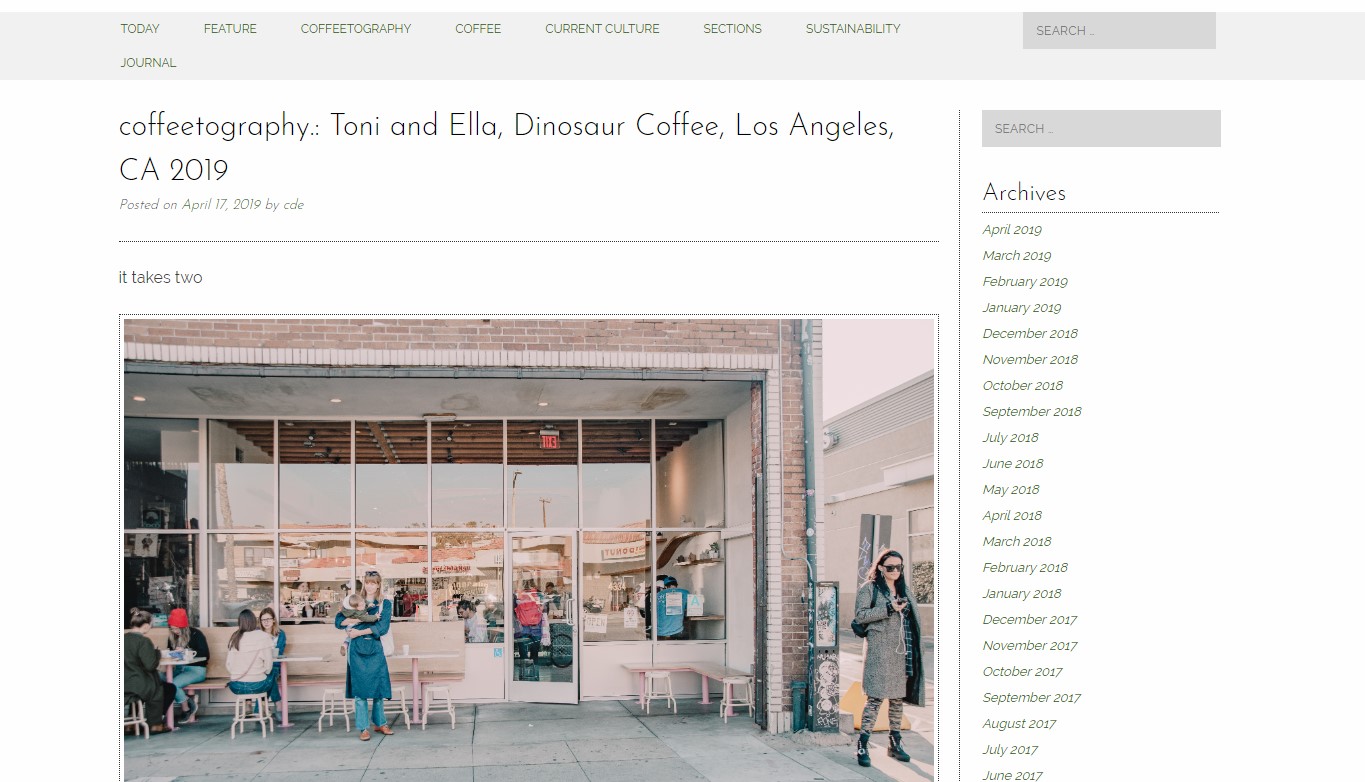 TODAY FEATURE COFFEETOGRAPHY COFFEE CURRENT CULTURE SECTIONS SUSTAINABILITY SEARCH …
JOURNAL
coffeetography.: Toni and Ella, Dinosaur Coffee, Los Angeles,
CA 2019
Posted on April 17, 2019 by cde
it takes two
EXIT
OPEN
SEARCH …
Archives
April 2019
March 2019
February 2019
January 2019
December 2018
November 2018
October 2018
September 2018
July 2018
June 2018
May 2018
April 2018
March 2018
February 2018
January 2018
December 2017
November 2017
October 2017
September 2017
August 2017
July 2017
June 2017